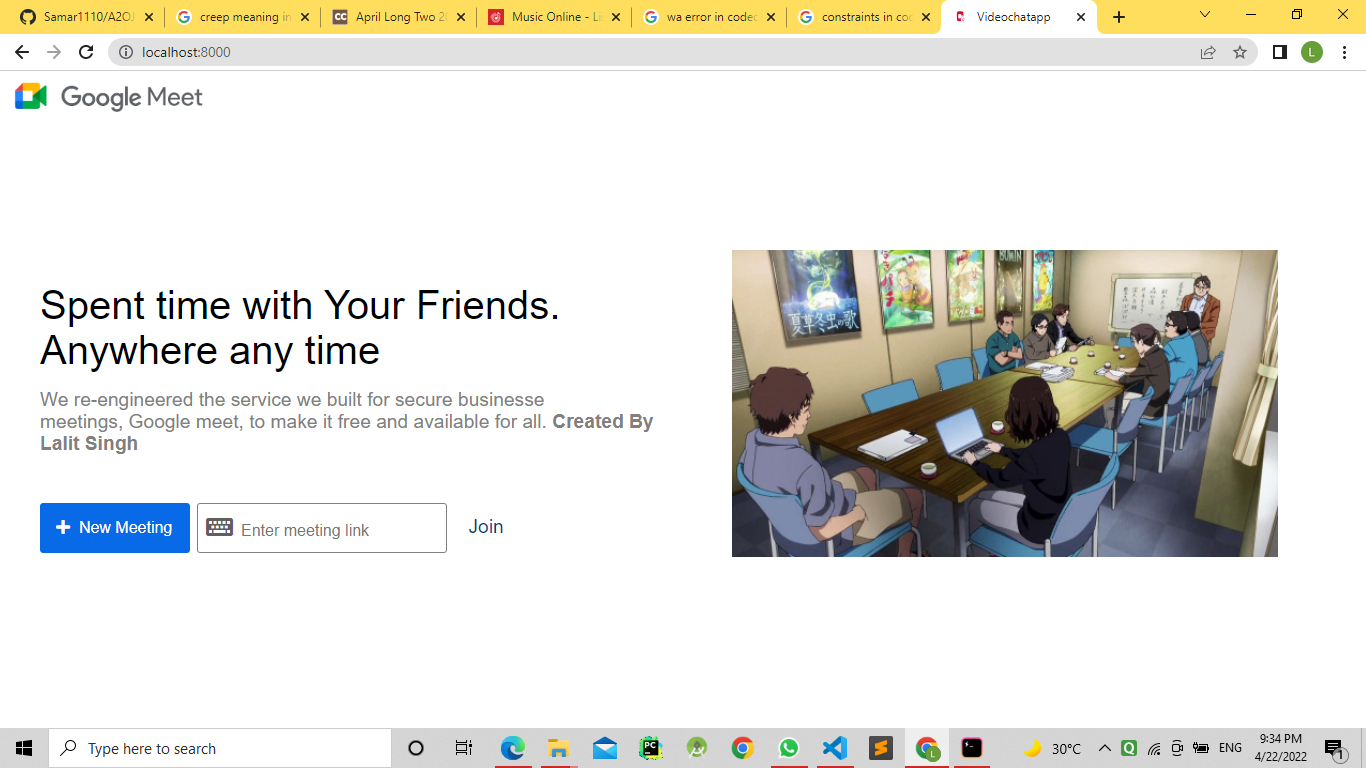 Samar1110/A2OJ
creep meaning in
April Long Two 2
Music Online - Li
wa error in codec
constraints in coc
Videochatapp
localhost:8000
L
Google Meet
Spent time with Your Friends.
Anywhere any time
We re-engineered the service we built for secure businesse
meetings, Google meet, to make it free and available for all. Created By
Lalit Singh
New Meeting
Enter meeting link
Join
夏草冬虫の歌
Type here to search
30°C
ENG
9:34 PM
4/22/2022
1